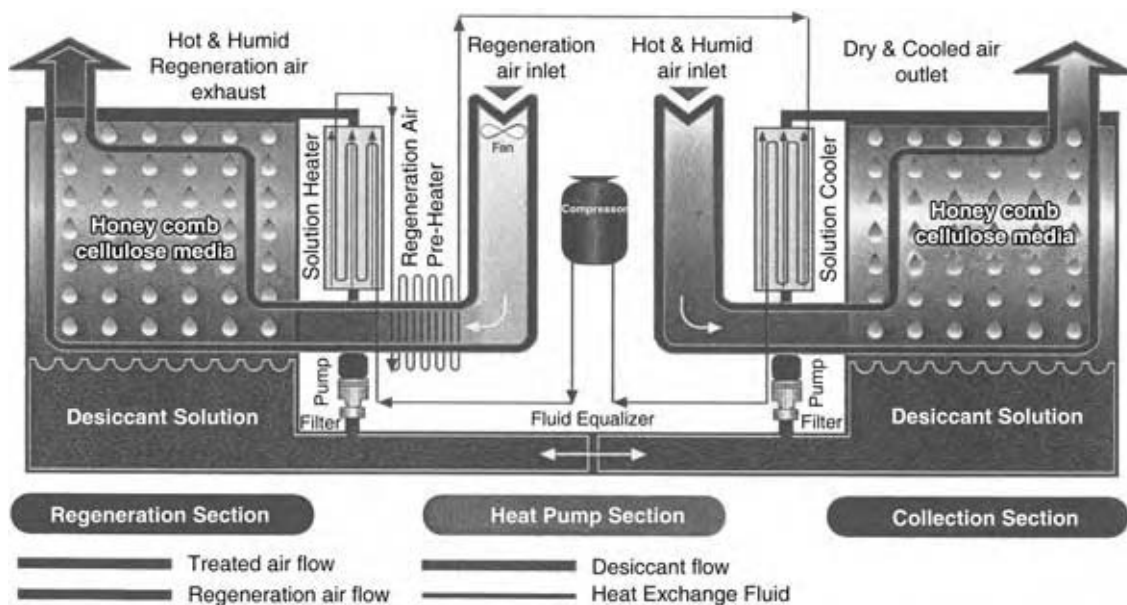 Hot & Humid
Regeneration air
exhaust
Regeneration
air inlet
Hot & Humid
air inlet
Dry & Cooled air
outlet
Fan
Solution Heater
Regeneration Air
Pre-Heater
Compressor
Solution Cooler
Honey comb
cellulose media
Honey comb
cellulose media
Pump
Filter
Pump
Filter
Desiccant Solution
Fluid Equalizer
Desiccant Solution
Regeneration Section
Heat Pump Section
Collection Section
Treated air flow
Desiccant flow
Regeneration air flow
Heat Exchange Fluid